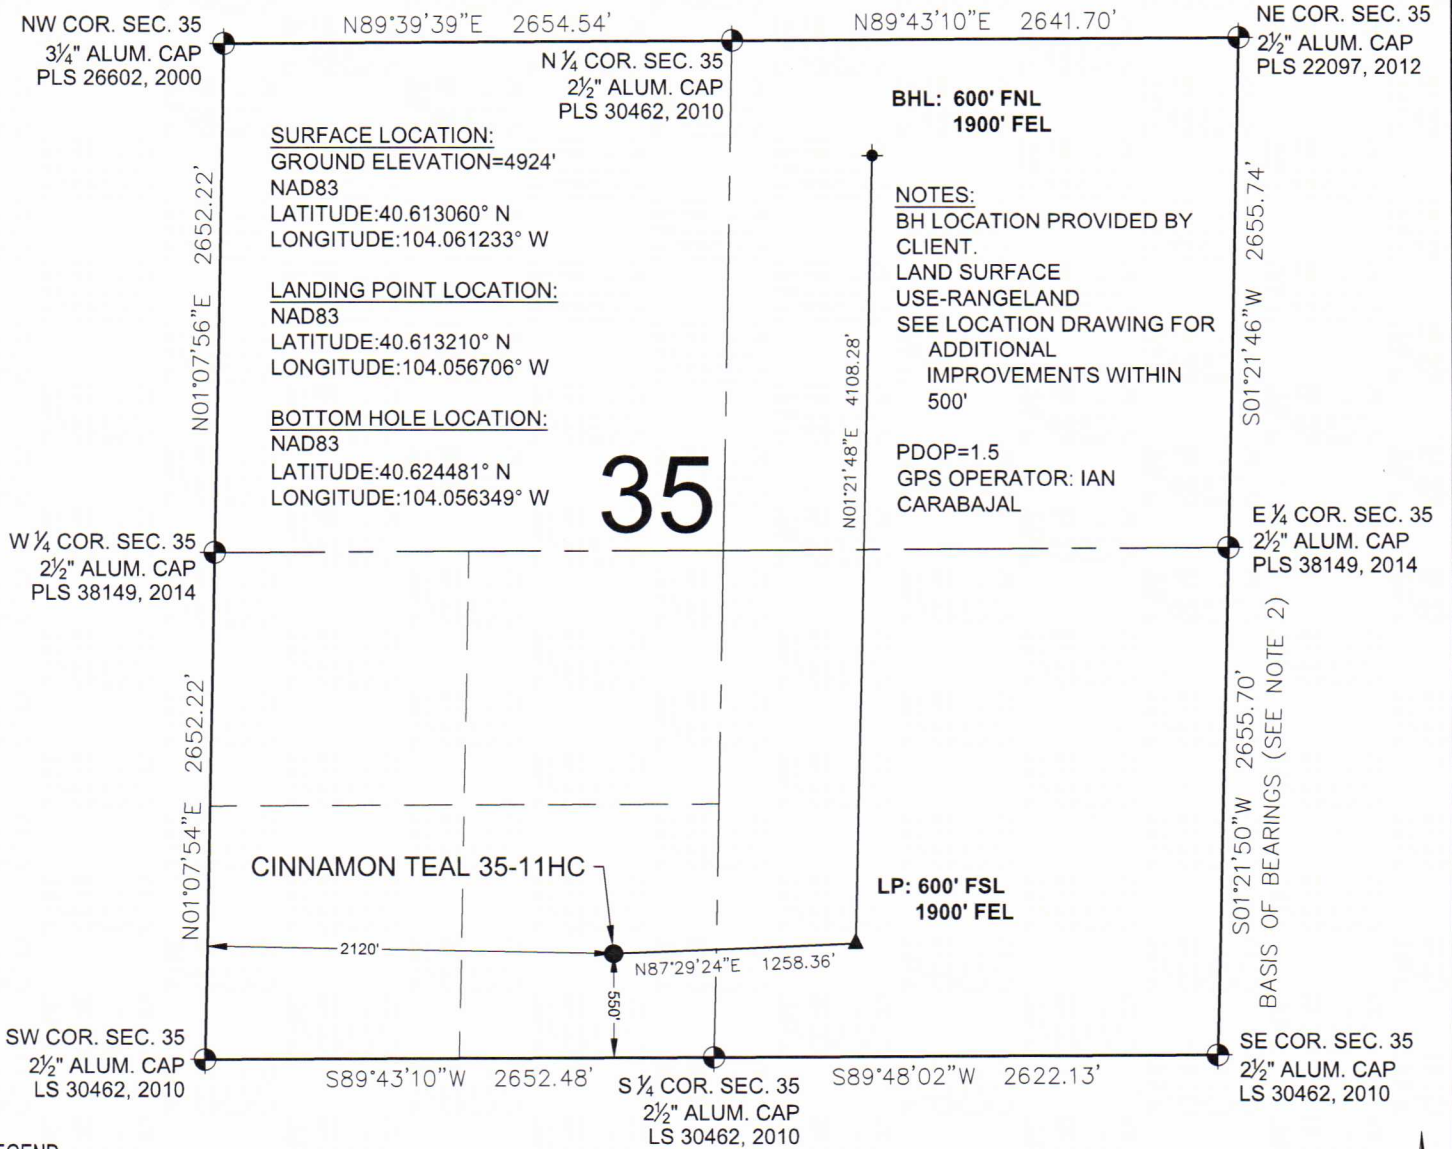 NW COR. SEC. 35
3¼" ALUM. CAP
PLS 26602, 2000
N89°39'39"E 2654.54'
N ¼ COR. SEC. 35
2½" ALUM. CAP
PLS 30462, 2010
N89°43'10"E 2641.70'
NE COR. SEC. 35
2½" ALUM. CAP
PLS 22097, 2012
BHL: 600' FNL
1900' FEL
SURFACE LOCATION:
GROUND ELEVATION=4924'
NAD83
LATITUDE:40.613060° N
LONGITUDE:104.061233° W
LANDING POINT LOCATION:
NAD83
LATITUDE:40.613210° N
LONGITUDE:104.056706° W
BOTTOM HOLE LOCATION:
NAD83
LATITUDE:40.624481° N
LONGITUDE:104.056349° W
NOTES:
BH LOCATION PROVIDED BY
CLIENT.
LAND SURFACE
USE-RANGELAND
SEE LOCATION DRAWING FOR
ADDITIONAL
IMPROVEMENTS WITHIN
500'
PDOP=1.5
GPS OPERATOR: IAN
CARABAJAL
N01°07'56"E 2652.22'
35
N01°21'48"E 4108.28'
S01°21'46"W 2655.74'
W ¼ COR. SEC. 35
2½" ALUM. CAP
PLS 38149, 2014
E ¼ COR. SEC. 35
2½" ALUM. CAP
PLS 38149, 2014
N01°07'54"E 2652.22'
CINNAMON TEAL 35-11HC
LP: 600' FSL
1900' FEL
S01°21'50"W 2655.70'
BASIS OF BEARINGS (SEE NOTE 2)
2120'
N87°29'24"E 1258.36'
550'
SW COR. SEC. 35
2½" ALUM. CAP
LS 30462, 2010
S89°43'10"W 2652.48'
S ¼ COR. SEC. 35
2½" ALUM. CAP
LS 30462, 2010
S89°48'02"W 2622.13'
SE COR. SEC. 35
2½" ALUM. CAP
LS 30462, 2010